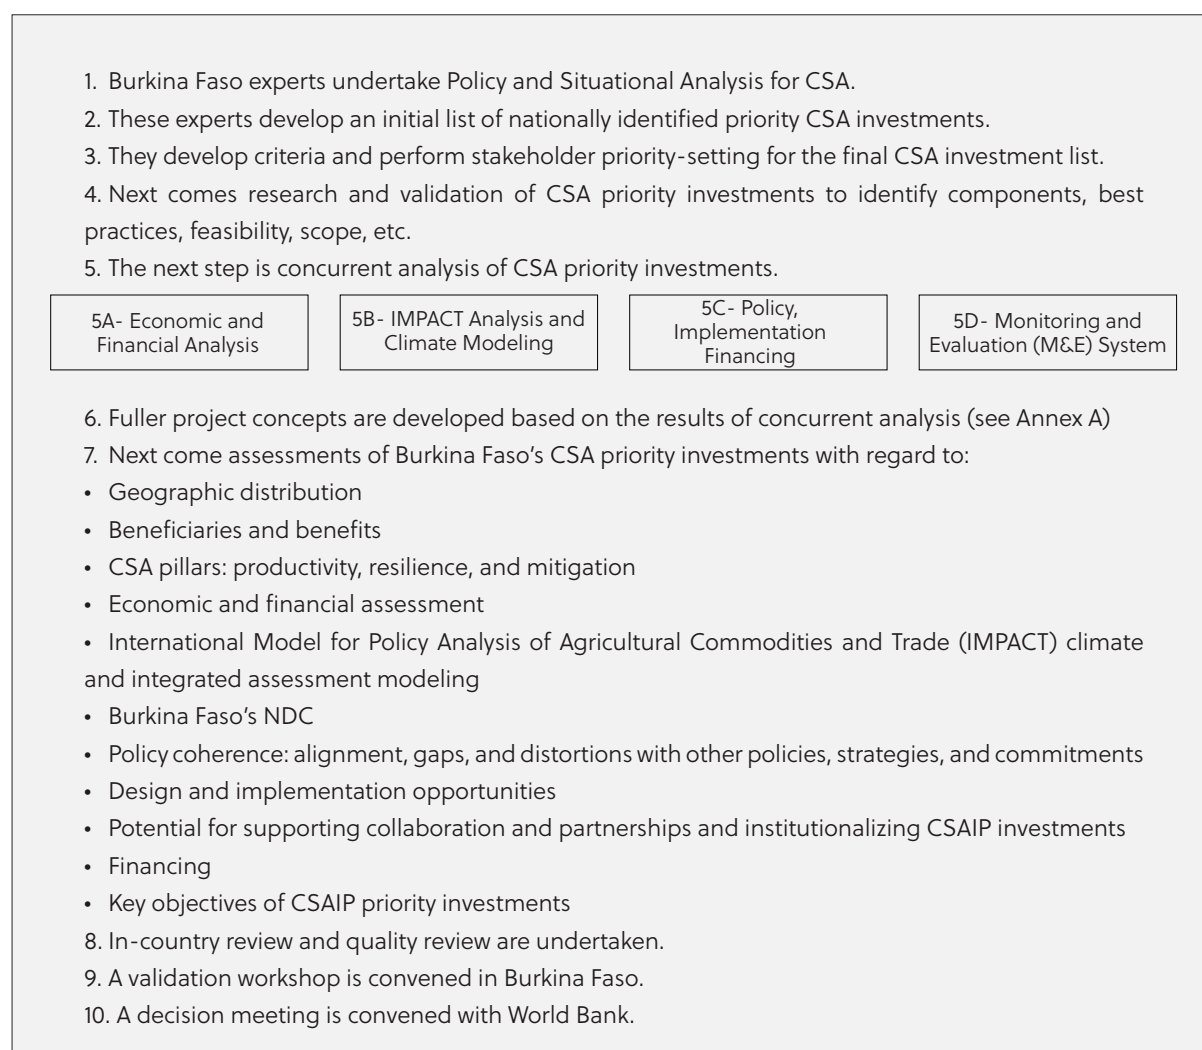 1. Burkina Faso experts undertake Policy and Situational Analysis for CSA.
2. These experts develop an initial list of nationally identified priority CSA investments.
3. They develop criteria and perform stakeholder priority-setting for the final CSA investment list.
4. Next comes research and validation of CSA priority investments to identify components, best
practices, feasibility, scope, etc.
5. The next step is concurrent analysis of CSA priority investments.
5A- Economic and
Financial Analysis
5B- IMPACT Analysis and
Climate Modeling
5C- Policy,
Implementation
Financing
5D- Monitoring and
Evaluation (M&E) System
6. Fuller project concepts are developed based on the results of concurrent analysis (see Annex A)
7. Next come assessments of Burkina Faso's CSA priority investments with regard to:
• Geographic distribution
• Beneficiaries and benefits
• CSA pillars: productivity, resilience, and mitigation
• Economic and financial assessment
• International Model for Policy Analysis of Agricultural Commodities and Trade (IMPACT) climate
and integrated assessment modeling
• Burkina Faso's NDC
• Policy coherence: alignment, gaps, and distortions with other policies, strategies, and commitments
• Design and implementation opportunities
• Potential for supporting collaboration and partnerships and institutionalizing CSAIP investments
• Financing
• Key objectives of CSAIP priority investments
8. In-country review and quality review are undertaken.
9. A validation workshop is convened in Burkina Faso.
10. A decision meeting is convened with World Bank.